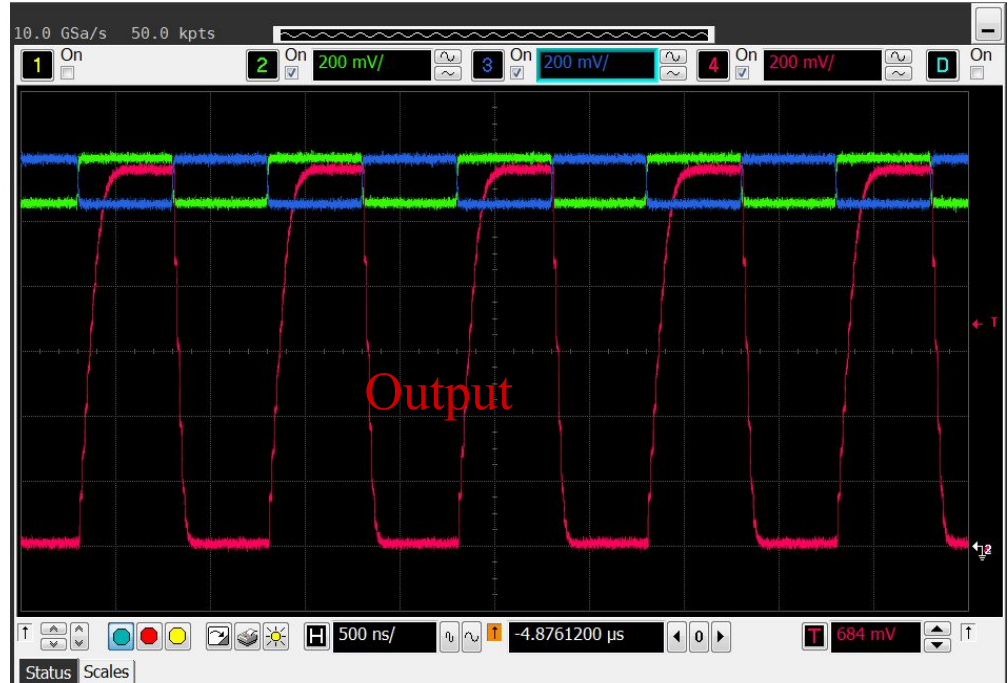 10.0 GSa/s 50.0 kpts
1 On 2 On 200 mV/ 3 On 200 mV/ 4 On 200 mV/ D On
T
Output
2
H 500 ns/ -4.8761200 µs 0 T 684 mV
Status Scales